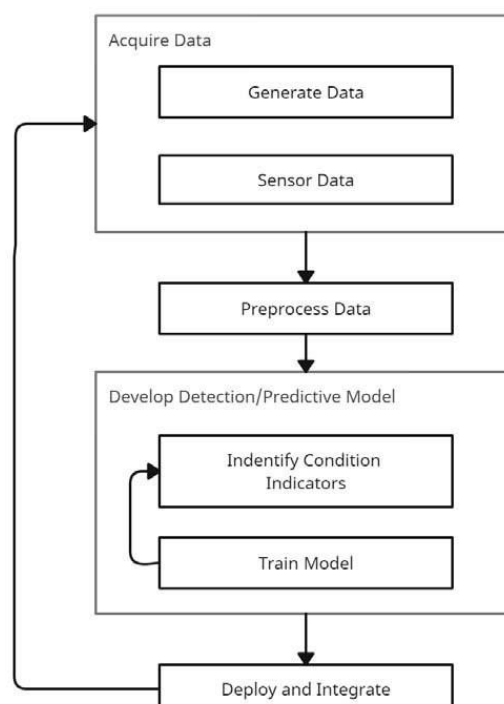 Acquire Data
Generate Data
Sensor Data
Preprocess Data
Develop Detection/Predictive Model
Indentify Condition
Indicators
Train Model
Deploy and Integrate